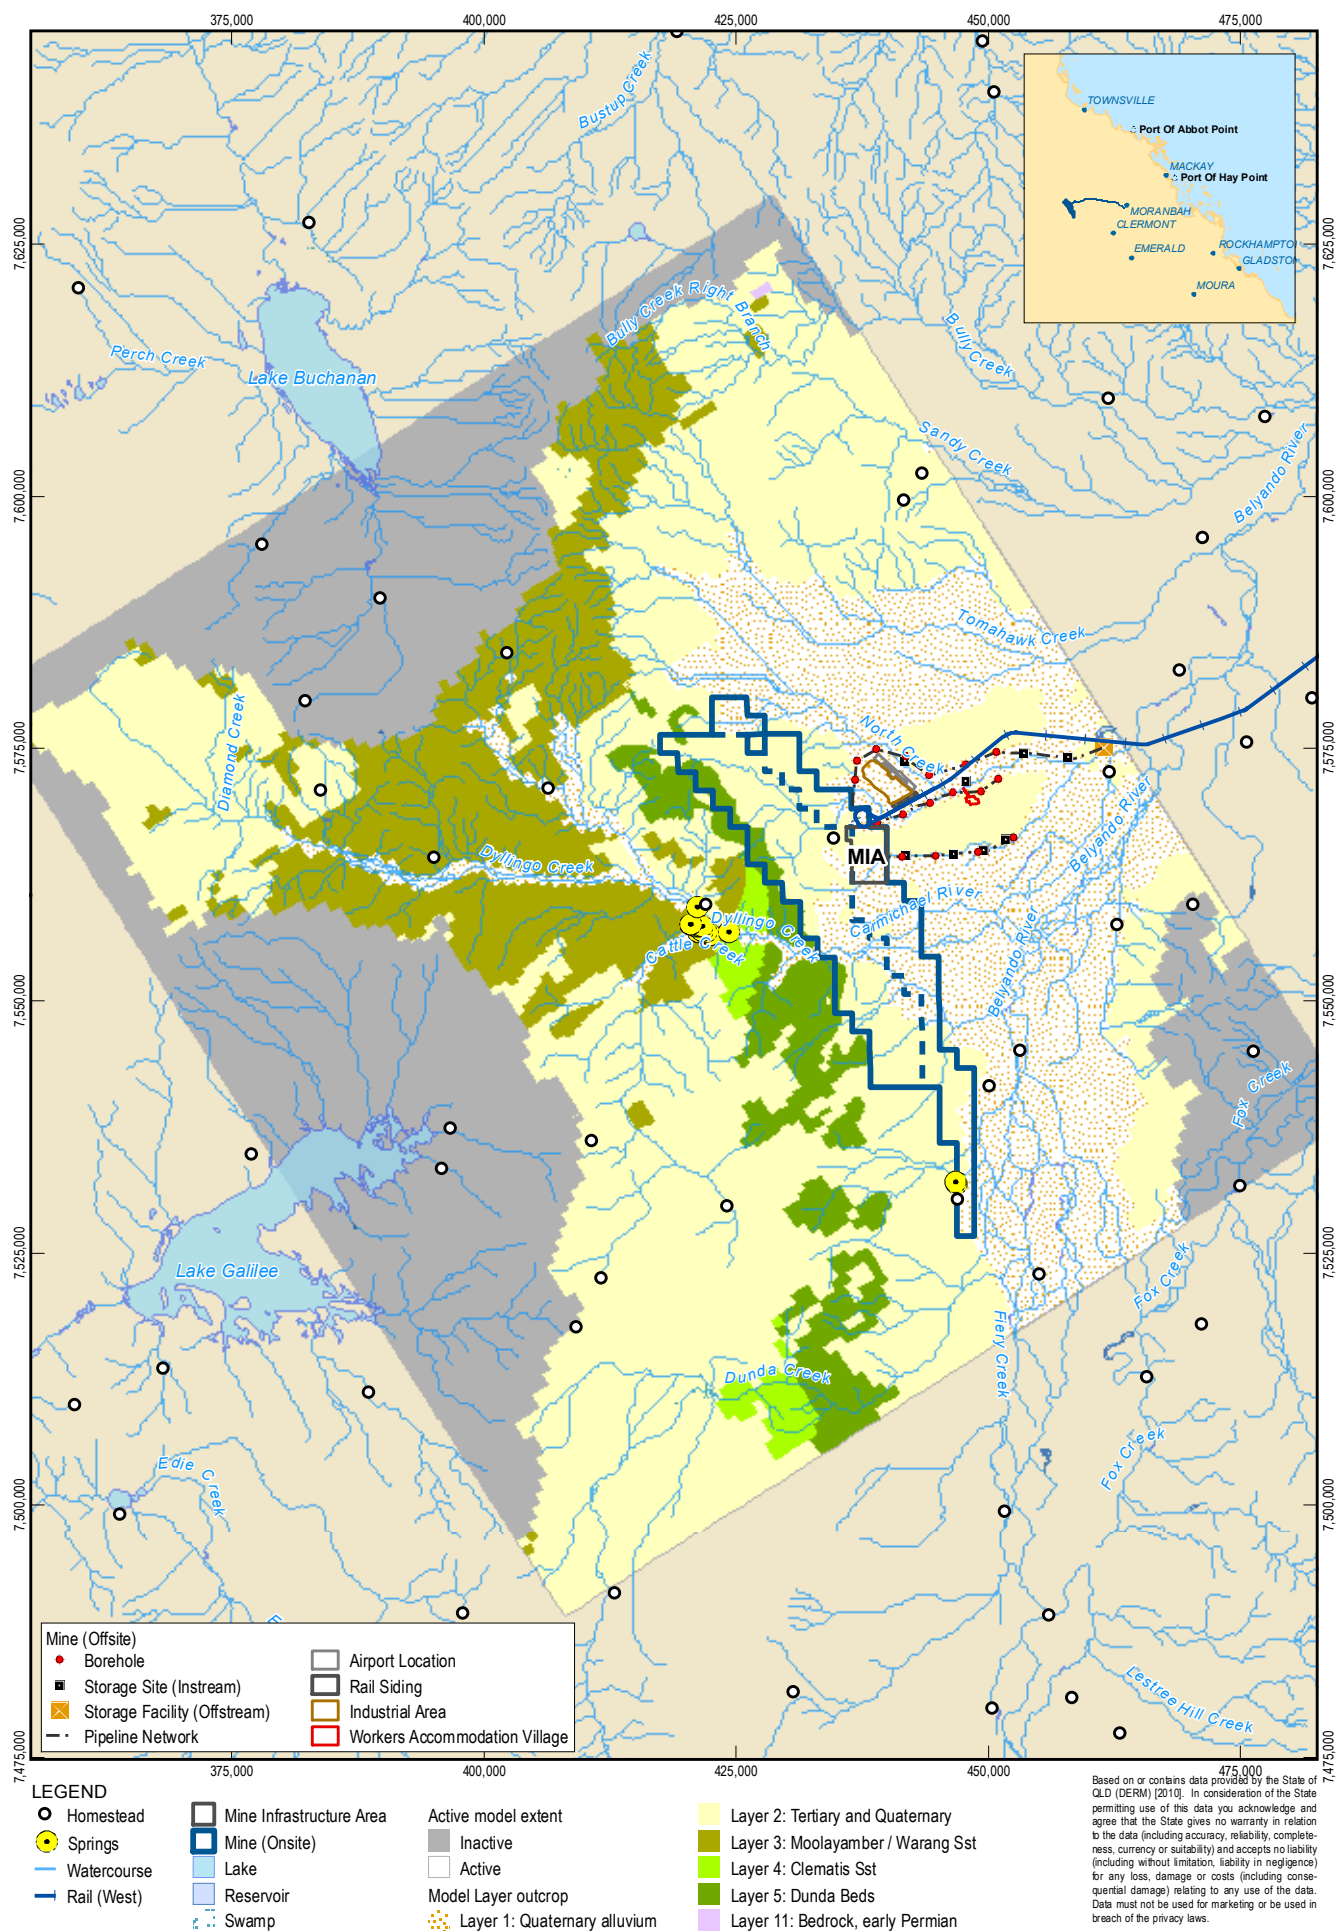 375,000 400,000 425,000 450,000 475,000
7,625,000
7,600,000
7,575,000
7,550,000
7,525,000
7,500,000
7,475,000
7,625,000
7,600,000
7,575,000
7,550,000
7,525,000
7,500,000
7,475,000
TOWNSVILLE
Port Of Abbot Point
MACKAY
Port Of Hay Point
MORANBAH
CLERMONT
EMERALD
ROCKHAMPTO
GLADSTON
MOURA
Bustup Creek
Bully Creek Right Branch
Bully Creek
Perch Creek
Lake Buchanan
Sandy Creek
Belyando River
Tomahawk Creek
Diamond Creek
North Creek
Dyllingo Creek
MIA
Belyando River
Carmichael River
Dyllingo Creek
Cattle Creek
Belyando River
Fox Creek
Lake Galilee
Fox Creek
Fiery Creek
Dunda Creek
Edie Creek
Fox Creek
Lestree Hill Creek
Mine (Offsite)
Borehole
Storage Site (Instream)
Storage Facility (Offstream)
Pipeline Network
Airport Location
Rail Siding
Industrial Area
Workers Accommodation Village
375,000 400,000 425,000 450,000 475,000
LEGEND
Homestead
Springs
Watercourse
Rail (West)
Mine Infrastructure Area
Mine (Onsite)
Lake
Reservoir
Swamp
Active model extent
Inactive
Active
Model Layer outcrop
Layer 1: Quaternary alluvium
Layer 2: Tertiary and Quaternary
Layer 3: Moolayamber / Warang Sst
Layer 4: Clematis Sst
Layer 5: Dunda Beds
Layer 11: Bedrock, early Permian
Based on or contains data provided by the State of
QLD (DERM) [2010]. In consideration of the State
permitting use of this data you acknowledge and
agree that the State gives no warranty in relation
to the data (including accuracy, reliability, complete-
ness, currency or suitability) and accepts no liability
(including without limitation, liability in negligence)
for any loss, damage or costs (including conse-
quential damage) relating to any use of the data.
Data must not be used for marketing or be used in
breach of the privacy laws.